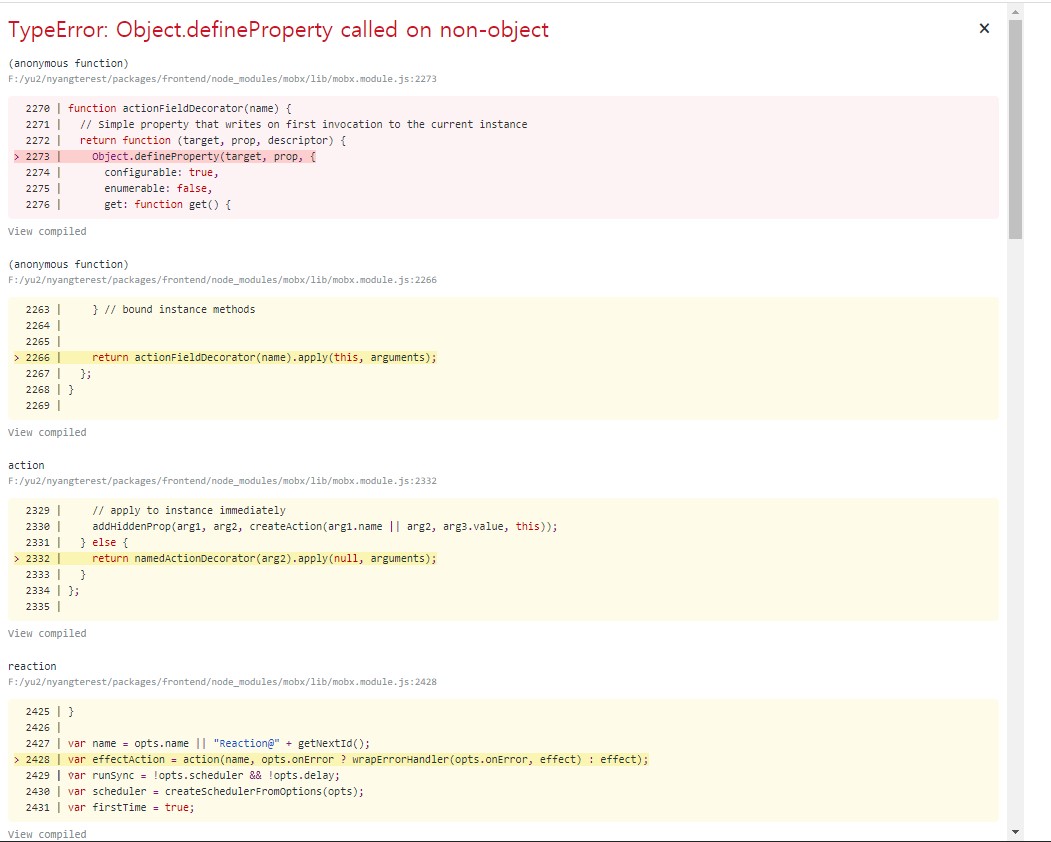 TypeError: Object.defineProperty called on non-object
×
(anonymous function)
F:/yu2/nyangterest/packages/frontend/node_modules/mobx/lib/mobx.module.js:2273
2270 | function actionFieldDecorator(name) {
2271 |   // Simple property that writes on first invocation to the current instance
2272 |   return function (target, prop, descriptor) {
> 2273 |     Object.defineProperty(target, prop, {
2274 |       configurable: true,
2275 |       enumerable: false,
2276 |       get: function get() {
View compiled
(anonymous function)
F:/yu2/nyangterest/packages/frontend/node_modules/mobx/lib/mobx.module.js:2266
2263 |     } // bound instance methods
2264 |
2265 |
> 2266 |     return actionFieldDecorator(name).apply(this, arguments);
2267 |   };
2268 | }
2269 |
View compiled
action
F:/yu2/nyangterest/packages/frontend/node_modules/mobx/lib/mobx.module.js:2332
2329 |     // apply to instance immediately
2330 |     addHiddenProp(arg1, arg2, createAction(arg1.name || arg2, arg3.value, this));
2331 |   } else {
> 2332 |     return namedActionDecorator(arg2).apply(null, arguments);
2333 |   }
2334 | };
2335 |
View compiled
reaction
F:/yu2/nyangterest/packages/frontend/node_modules/mobx/lib/mobx.module.js:2428
2425 | }
2426 |
2427 | var name = opts.name || "Reaction@" + getNextId();
> 2428 | var effectAction = action(name, opts.onError ? wrapErrorHandler(opts.onError, effect) : effect);
2429 | var runSync = !opts.scheduler && !opts.delay;
2430 | var scheduler = createSchedulerFromOptions(opts);
2431 | var firstTime = true;
View compiled